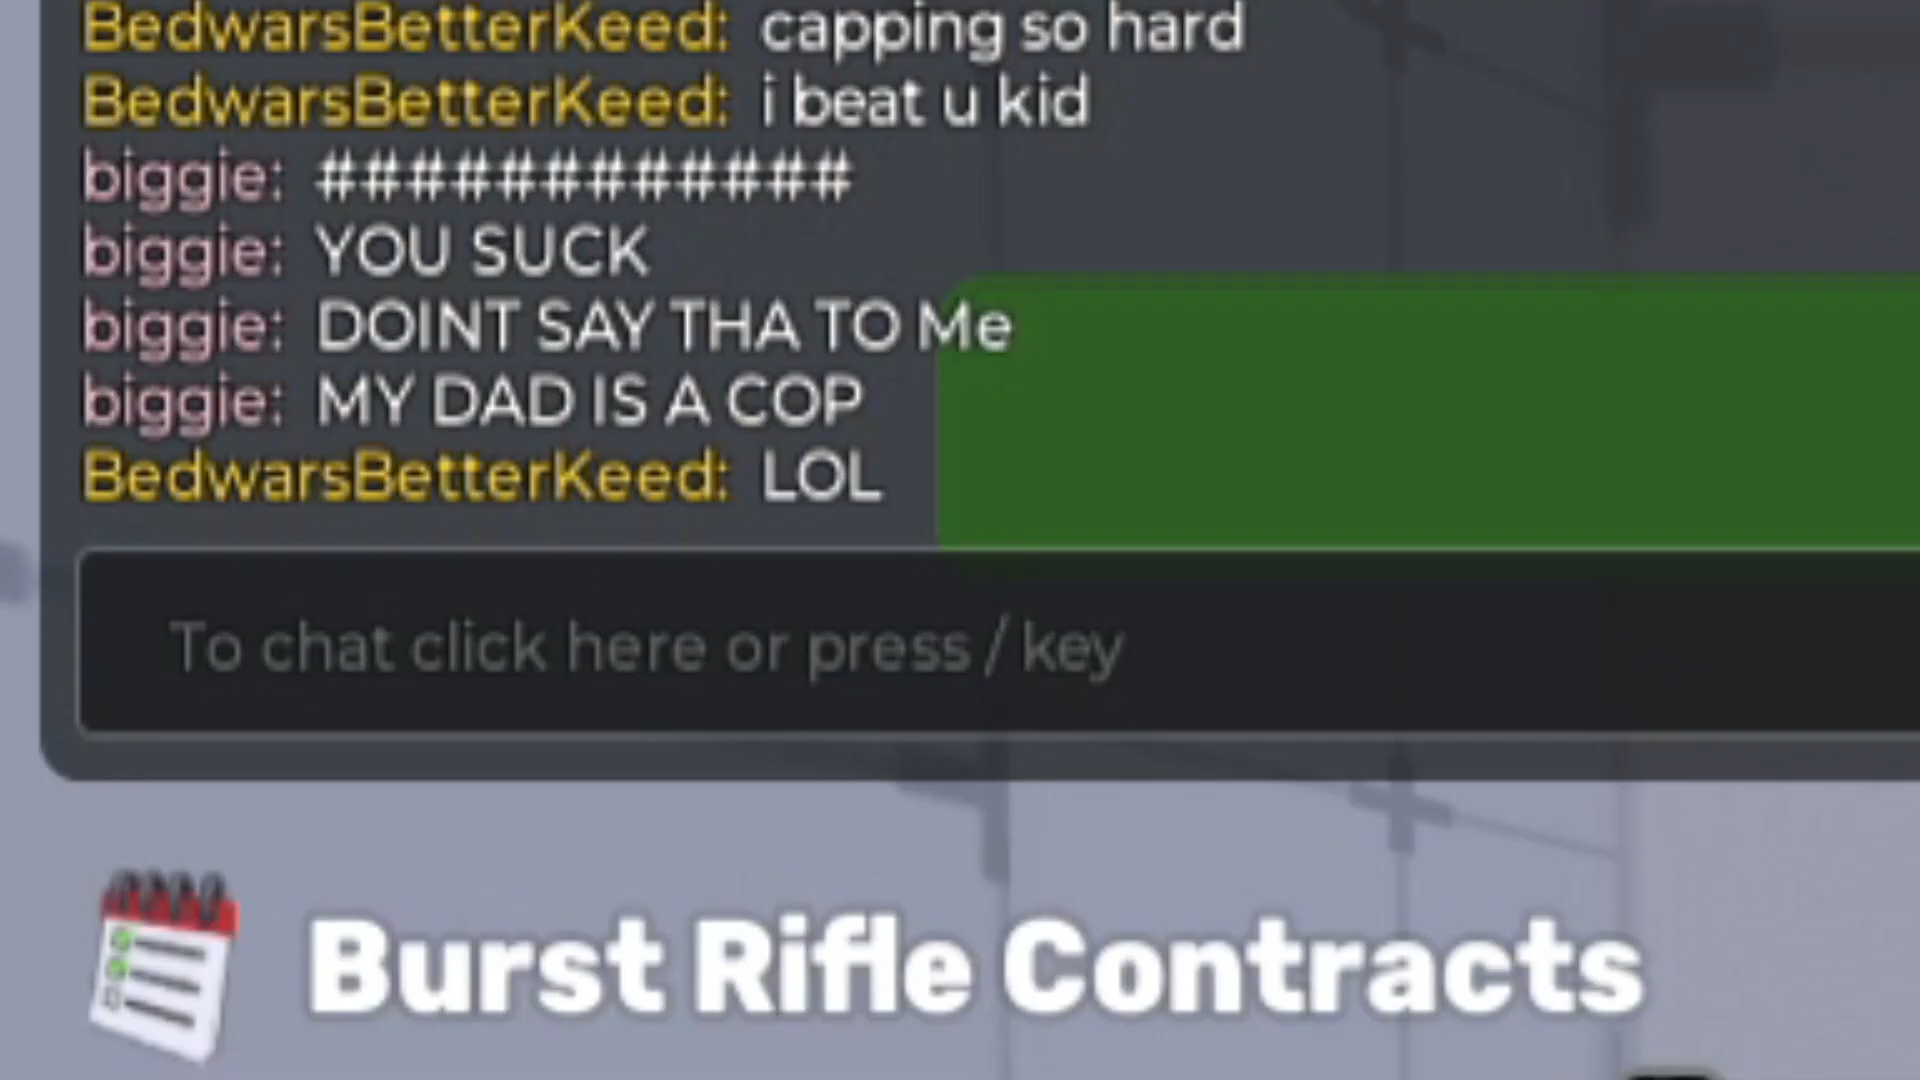 BedwarsBetterKeed: capping so hard
BedwarsBetterKeed: i beat u kid
biggie: ############
biggie: YOU SUCK
biggie: DOINT SAY THA TO Me
biggie: MY DAD IS A COP
BedwarsBetterKeed: LOL
To chat click here or press / key
Burst Rifle Contracts